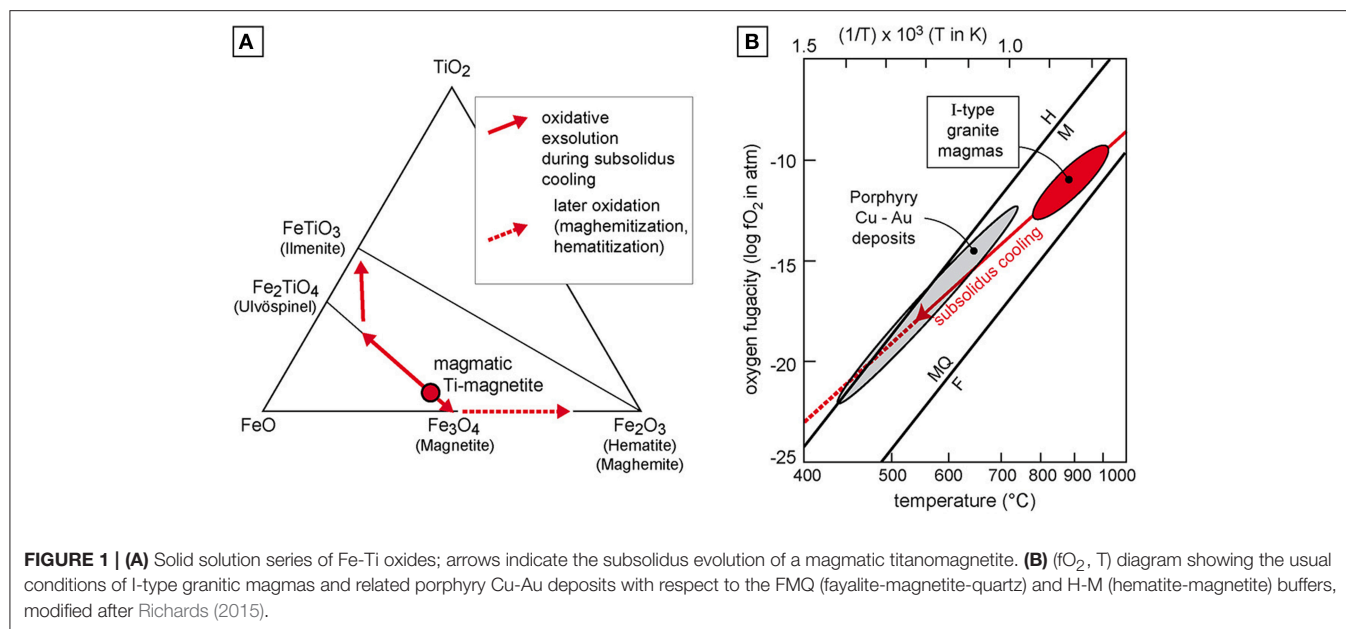 A
TiO2
oxidative
exsolution
during subsolidus
cooling
later oxidation
(maghemitization,
hematitization)
FeTiO3
(Ilmenite)
Fe2TiO4
(Ulvöspinel)
magmatic
Ti-magnetite
FeO
Fe3O4
(Magnetite)
Fe2O3
(Hematite)
(Maghemite)
B
(1/T) x 10³ (T in K)
1.5
1.0
H
M
I-type
granite
magmas
Porphyry
Cu - Au
deposits
subsolidus cooling
MQ
F
oxygen fugacity (log fO2 in atm)
-10
-15
-20
-25
400
500
600
700
800
900
1000
temperature (°C)
FIGURE 1 | (A) Solid solution series of Fe-Ti oxides; arrows indicate the subsolidus evolution of a magmatic titanomagnetite. (B) (fO2, T) diagram showing the usual
conditions of I-type granitic magmas and related porphyry Cu-Au deposits with respect to the FMQ (fayalite-magnetite-quartz) and H-M (hematite-magnetite) buffers,
modified after Richards (2015).